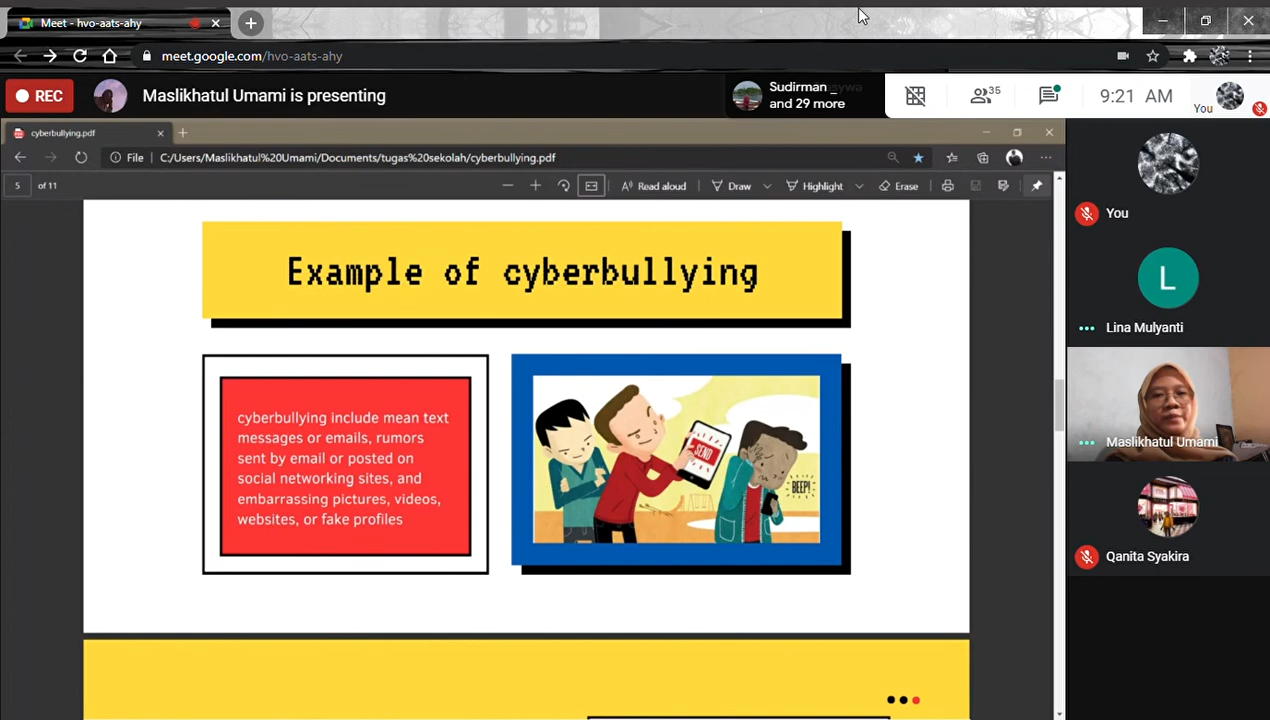 Meet - hvo-aats-ahy
meet.google.com/hvo-aats-ahy
REC
Maslikhatul Umami is presenting
Sudirman_
and 29 more
35
9:21 AM
You
cyberbullying.pdf
File
C:/Users/Maslikhatul%20Umami/Documents/tugas%20sekolah/cyberbullying.pdf
5 of 11
Read aloud
Draw
Highlight
Erase
Example of cyberbullying
cyberbullying include mean text
messages or emails, rumors
sent by email or posted on
social networking sites, and
embarrassing pictures, videos,
websites, or fake profiles
SEND
BEEP!
You
L
Lina Mulyanti
Maslikhatul Umami
Qanita Syakira